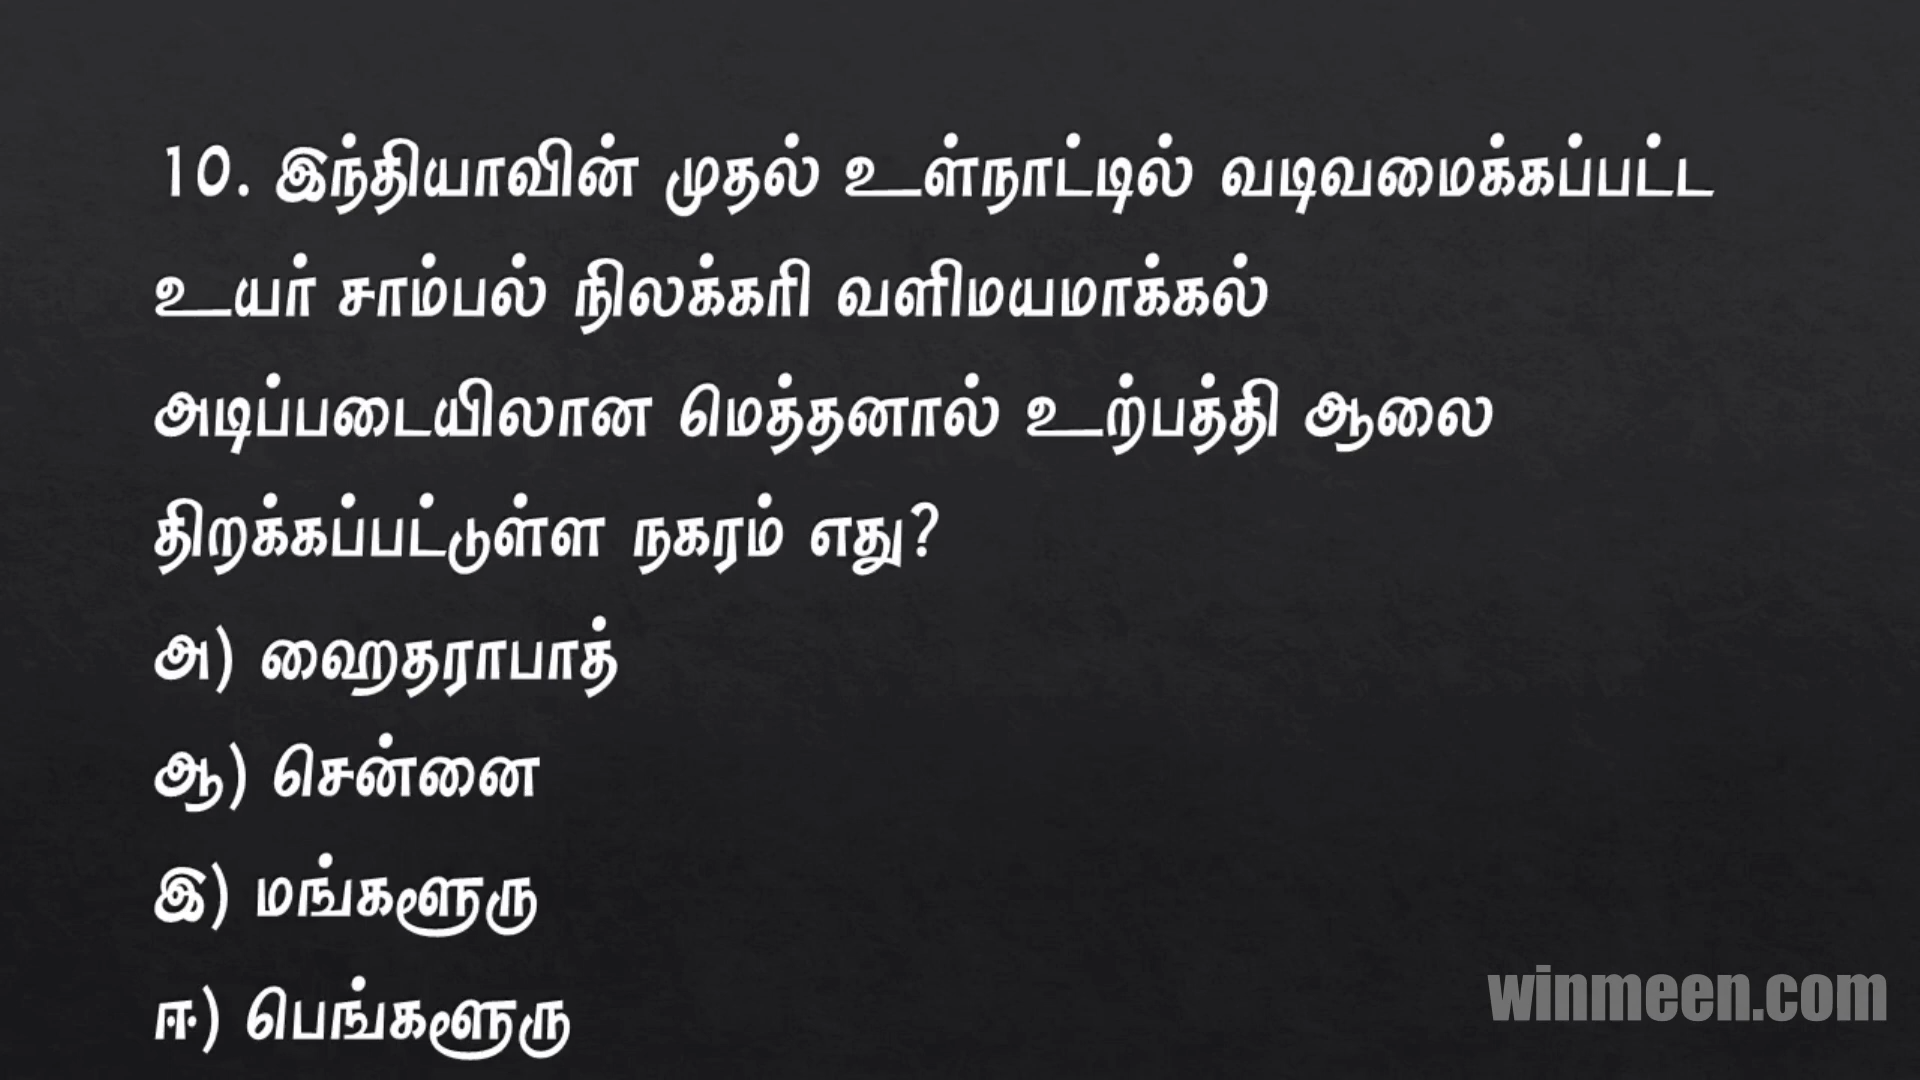 10. இந்தியாவின் முதல் உள்நாட்டில் வடிவமைக்கப்பட்ட
உயர் சாம்பல் நிலக்கரி வளிமயமாக்கல்
அடிப்படையிலான மெத்தனால் உற்பத்தி ஆலை
திறக்கப்பட்டுள்ள நகரம் எது?
அ) ஹைதராபாத்
ஆ) சென்னை
இ) மங்களூரு
ஈ) பெங்களூரு
winmeen.com